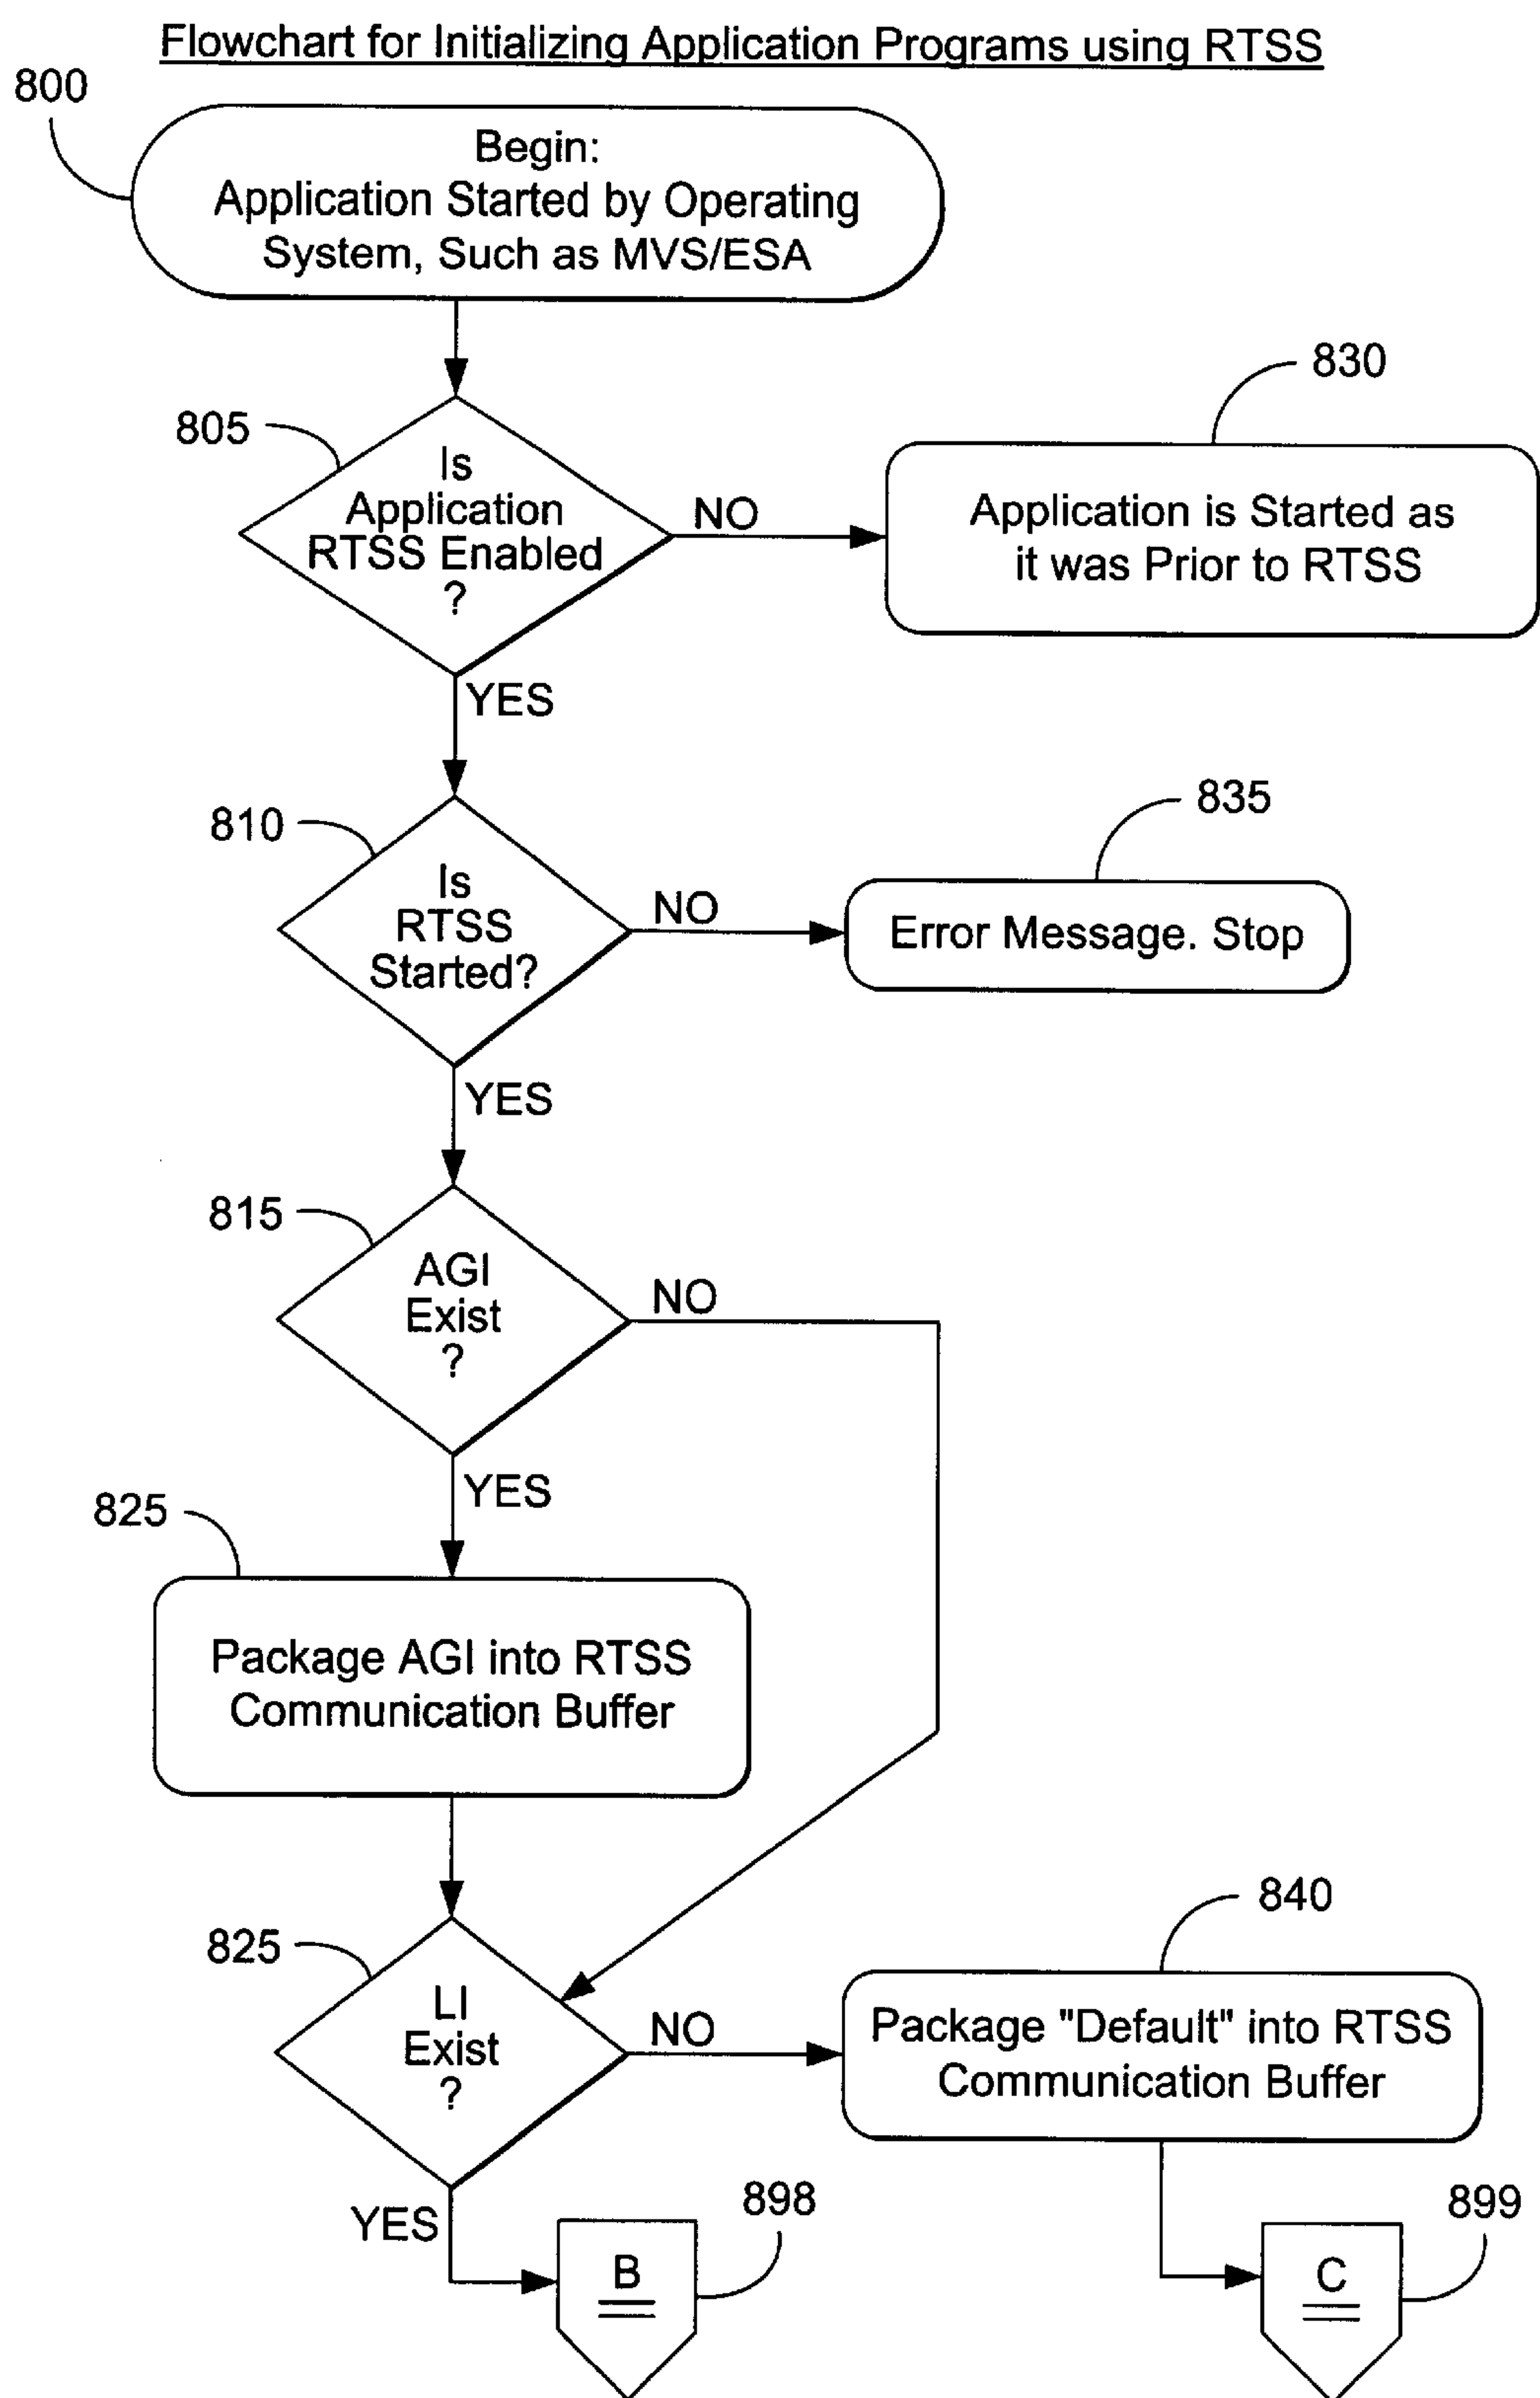 Flowchart for Initializing Application Programs using RTSS
800
Begin:
Application Started by Operating
System, Such as MVS/ESA
805
Is
Application
RTSS Enabled
?
NO
830
Application is Started as
it was Prior to RTSS
YES
810
Is
RTSS
Started?
NO
835
Error Message. Stop
YES
815
AGI
Exist
?
NO
YES
825
Package AGI into RTSS
Communication Buffer
825
LI
Exist
?
NO
840
Package "Default" into RTSS
Communication Buffer
YES
B
898
C
899